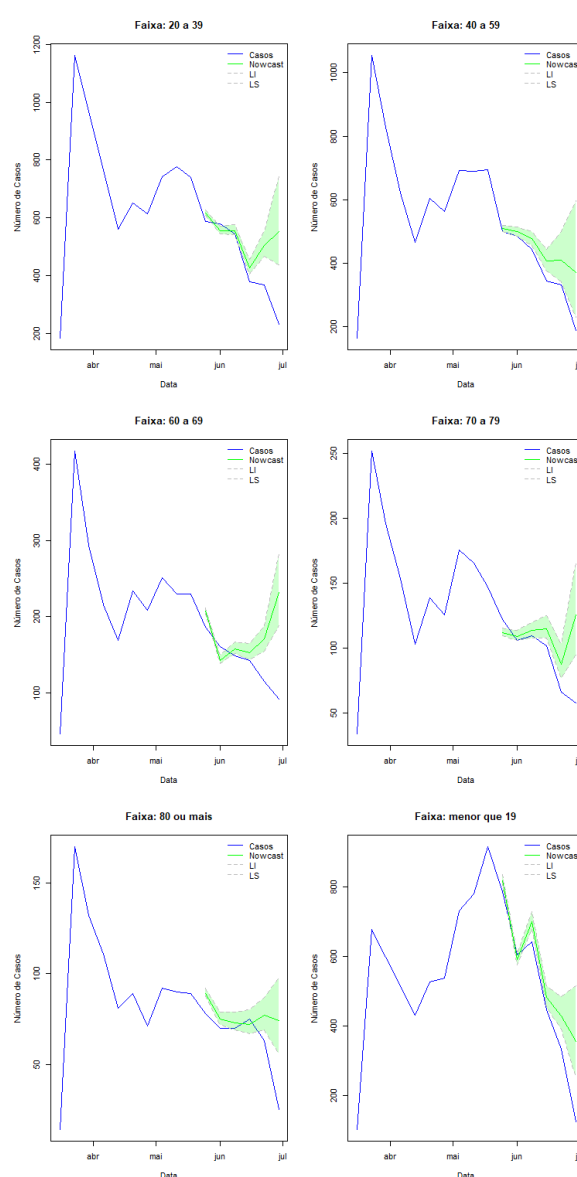 Faixa: 20 a 39
Número de Casos
200
400
600
800
1000
1200
Casos
Nowcast
LI
LS
abr
mai
jun
jul
Data
Faixa: 40 a 59
Número de Casos
200
400
600
800
1000
Casos
Nowcast
LI
LS
abr
mai
jun
Data
Faixa: 60 a 69
Número de Casos
100
200
300
400
Casos
Nowcast
LI
LS
abr
mai
jun
jul
Data
Faixa: 70 a 79
Número de Casos
50
100
150
200
250
Casos
Nowcast
LI
LS
abr
mai
jun
Data
Faixa: 80 ou mais
Número de Casos
50
100
150
Casos
Nowcast
LI
LS
abr
mai
jun
jul
Data
Faixa: menor que 19
Número de Casos
200
400
600
800
Casos
Nowcast
LI
LS
abr
mai
jun
Data